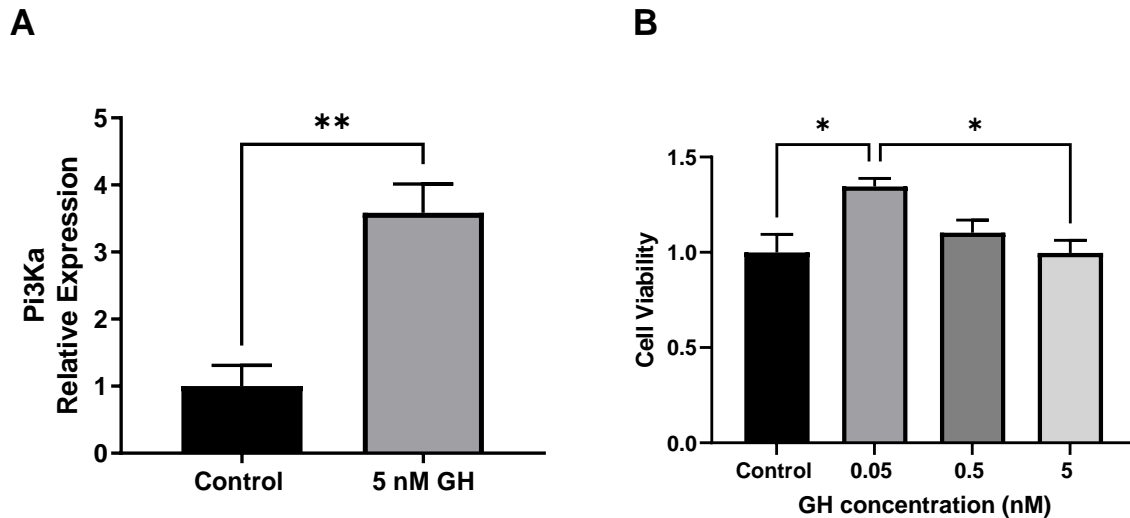 A
Pi3Ka
Relative Expression
5
4
3
2
1
0
**
Control
5 nM GH
B
Cell Viability
1.5
1.0
0.5
0.0
*
*
Control
0.05
0.5
5
GH concentration (nM)